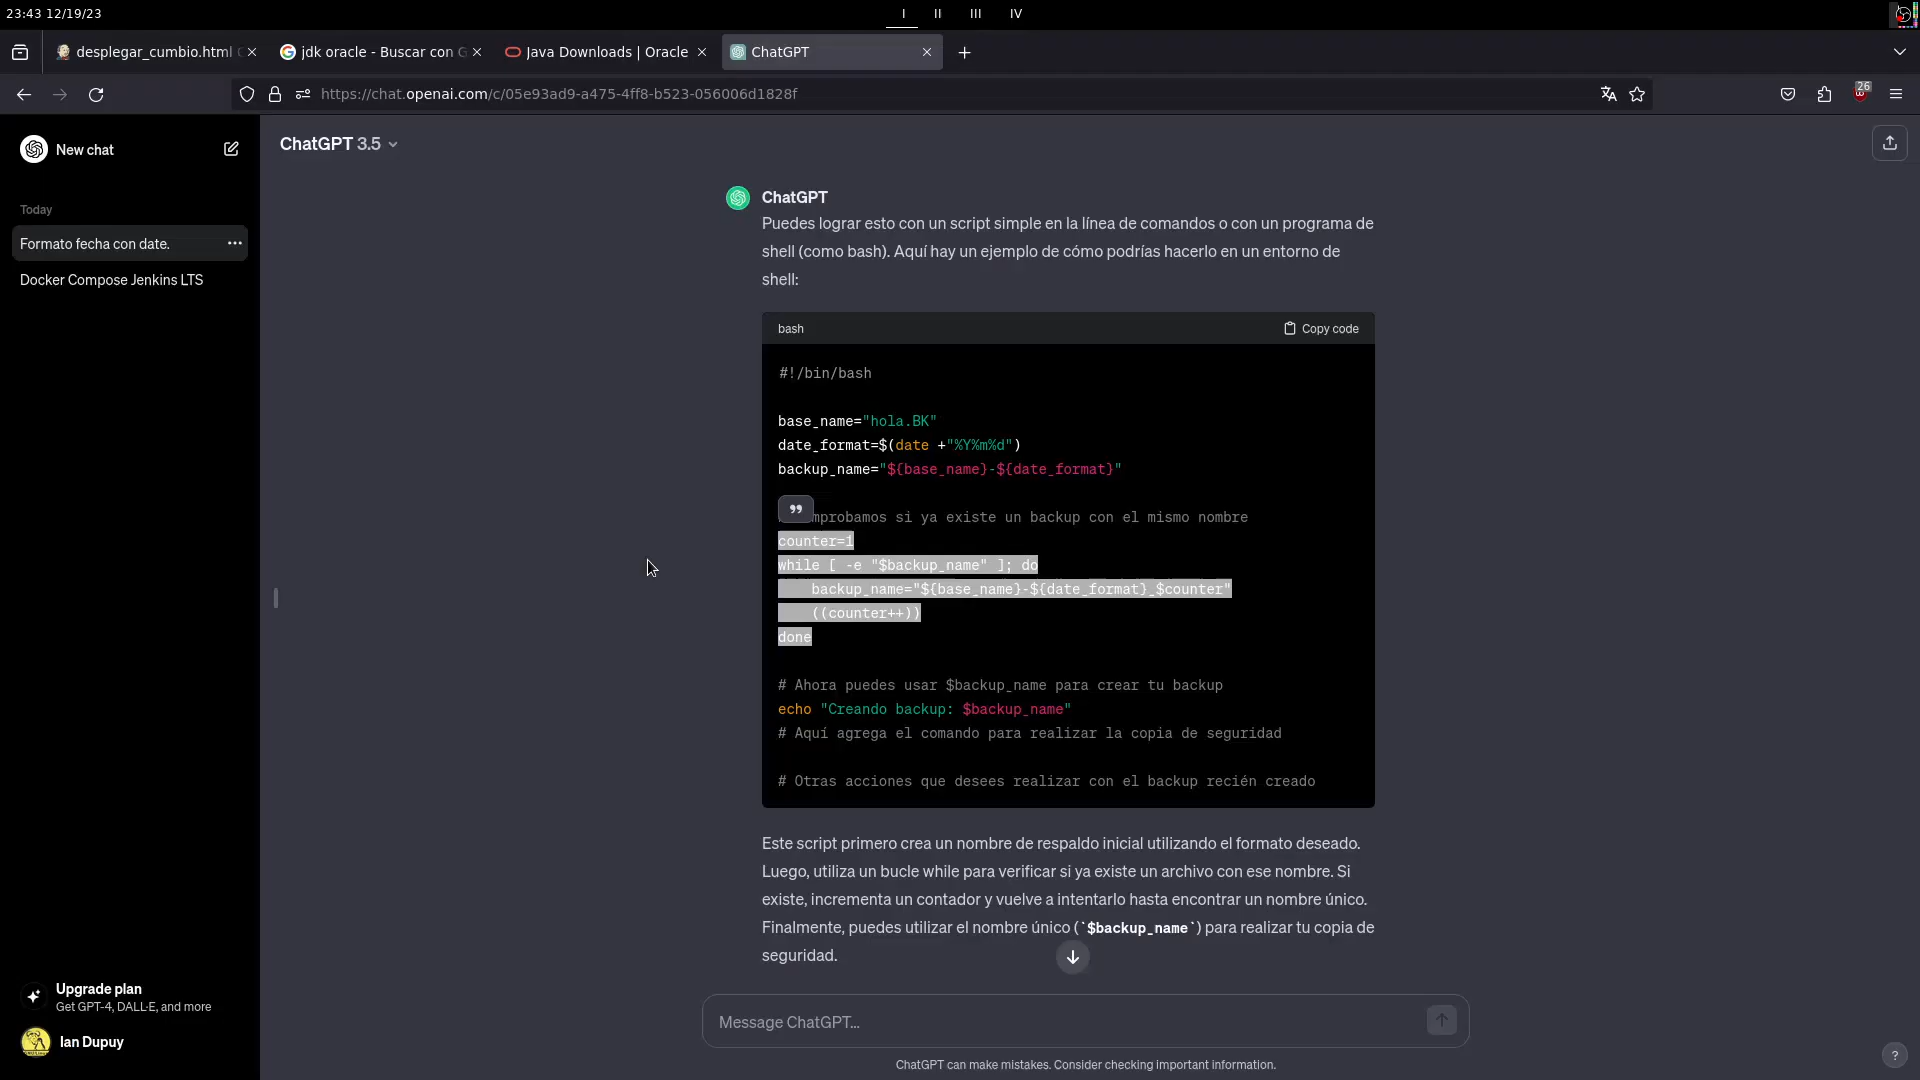 23:43 12/19/23
I II III IV
desplegar_cumbio.html
jdk oracle - Buscar con G
Java Downloads | Oracle
ChatGPT
https://chat.openai.com/c/05e93ad9-a475-4ff8-b523-056006d1828f
26
New chat
ChatGPT 3.5
Today
Formato fecha con date.
Docker Compose Jenkins LTS
ChatGPT
Puedes lograr esto con un script simple en la línea de comandos o con un programa de
shell (como bash). Aquí hay un ejemplo de cómo podrías hacerlo en un entorno de
shell:
bash
Copy code
#!/bin/bash
base_name="hola.BK"
date_format=$(date +"%Y%m%d")
backup_name="${base_name}-${date_format}"
mprobamos si ya existe un backup con el mismo nombre
counter=1
while [ -e "$backup_name" ]; do
    backup_name="${base_name}-${date_format}_$counter"
    ((counter++))
done
# Ahora puedes usar $backup_name para crear tu backup
echo "Creando backup: $backup_name"
# Aquí agrega el comando para realizar la copia de seguridad
# Otras acciones que desees realizar con el backup recién creado
Este script primero crea un nombre de respaldo inicial utilizando el formato deseado.
Luego, utiliza un bucle while para verificar si ya existe un archivo con ese nombre. Si
existe, incrementa un contador y vuelve a intentarlo hasta encontrar un nombre único.
Finalmente, puedes utilizar el nombre único (`$backup_name`) para realizar tu copia de
seguridad.
Upgrade plan
Get GPT-4, DALL·E, and more
Ian Dupuy
Message ChatGPT…
ChatGPT can make mistakes. Consider checking important information.
?